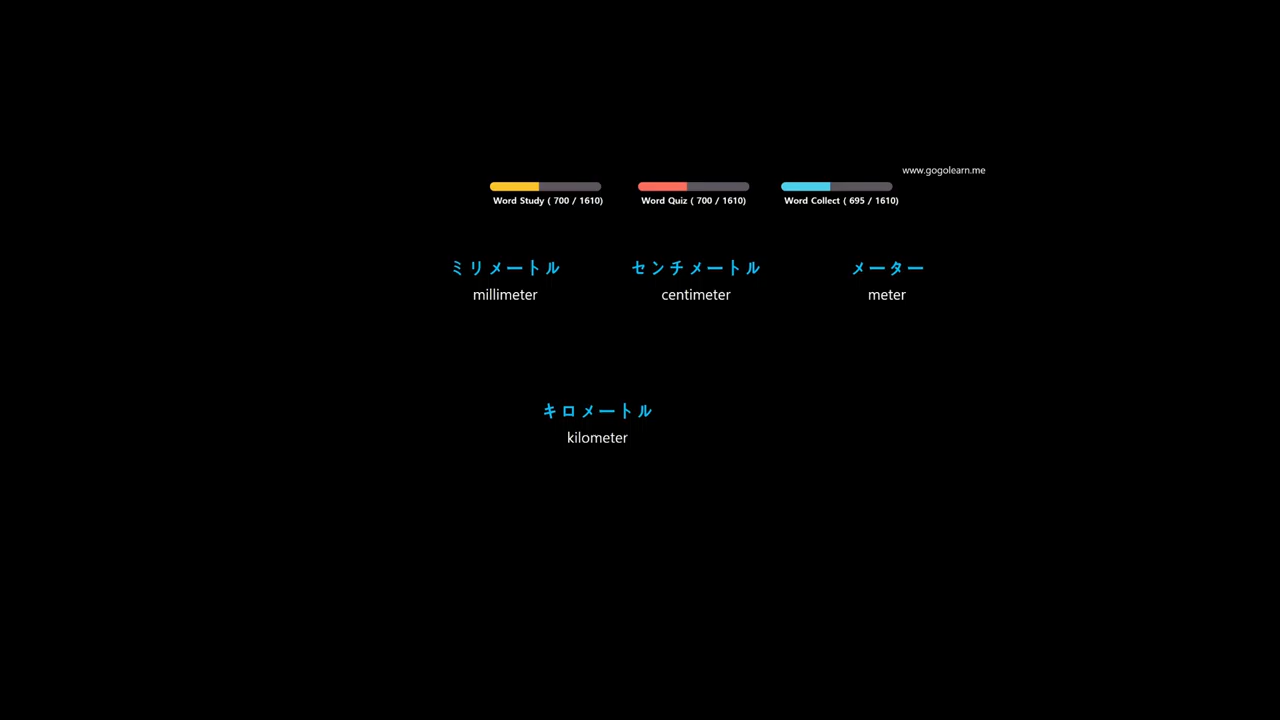 www.gogolearn.me
Word Study ( 700 / 1610)
Word Quiz ( 700 / 1610)
Word Collect ( 695 / 1610)
ミリメートル
millimeter
センチメートル
centimeter
メーター
meter
キロメートル
kilometer